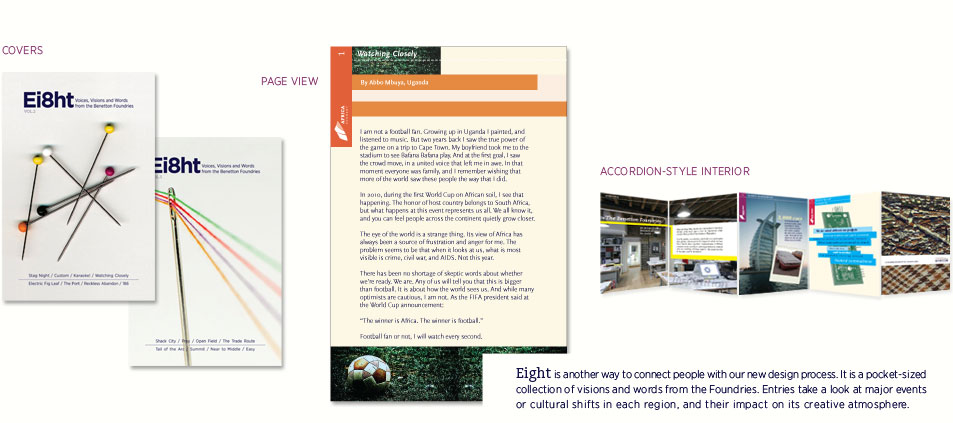 COVERS
Ei8ht
Voices, Visions and Words
from the Benetton Foundries
VOL.2
Stag Night / Custom / Kanankel / Watching Closely
Electric Fig Leaf / The Pont / Reckless Abandon / '88
Ei8ht
Voices, Visions and Words
from the Benetton Foundries
Shack City / Play / Open Field / The Trade Route
Tail of the Arc / Summer / Near to Middle / Easy
PAGE VIEW
1
Watching Closely
By Abbo Mbuya, Uganda
AFRICA
I am not a football fan. Growing up in Uganda I painted, and
listened to music. But two years back I saw the true power of
the game on a trip to Cape Town. My boyfriend took me to the
stadium to see Bafana Bafana play. And at the first goal, I saw
the crowd move, in a united voice that left me in awe. In that
moment everyone was family, and I remember wishing that
more of the world saw these people the way that I did.
In 2010, during the first World Cup on African soil, I see that
happening. The honor of host country belongs to South Africa,
but what happens at this event represents us all. We all know it,
and you can feel people across the continent quietly grow closer.
The eye of the world is a strange thing. Its view of Africa has
always been a source of frustration and anger for me. The
problem seems to be that when it looks at us, what is most
visible is crime, civil war, and AIDS. Not this year.
There has been no shortage of skeptic words about whether
we're ready. We are. Any of us will tell you that this is bigger
than football. It is about how the world sees us. And while many
optimists are cautious, I am not. As the FIFA president said at
the World Cup announcement:
"The winner is Africa. The winner is football."
Football fan or not, I will watch every second.
ACCORDION-STYLE INTERIOR
The Benetton Foundries
Eight is another way to connect people with our new design process. It is a pocket-sized
collection of visions and words from the Foundries. Entries take a look at major events
or cultural shifts in each region, and their impact on its creative atmosphere.